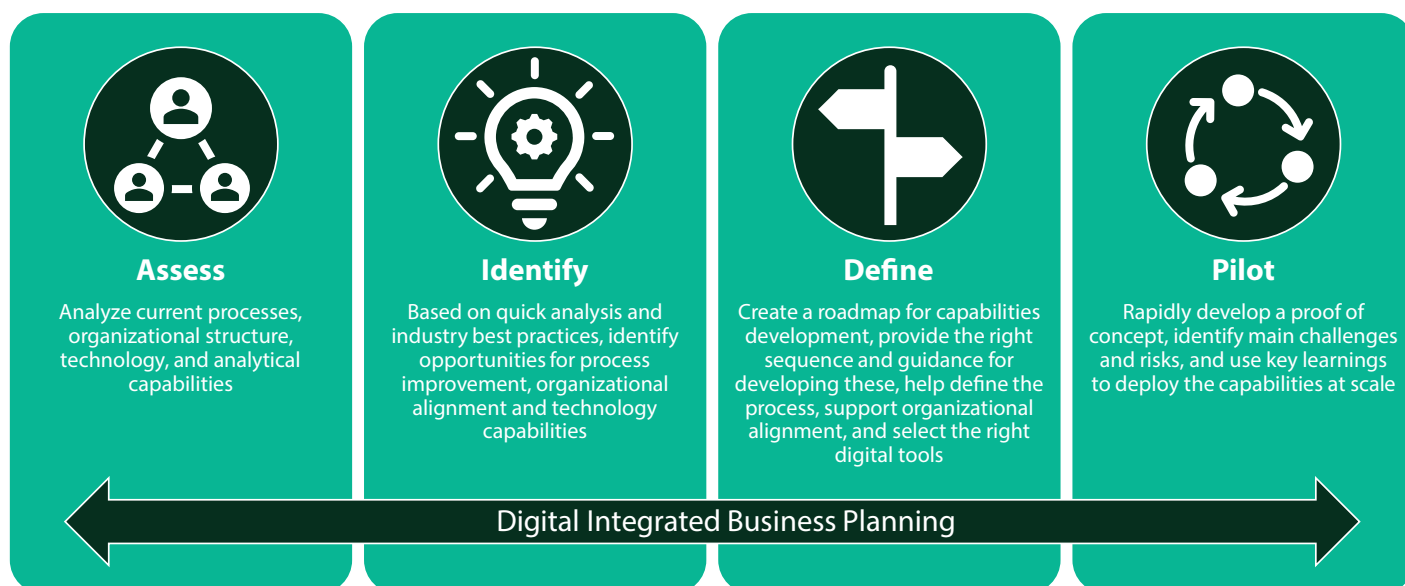 Assess
Analyze current processes,
organizational structure,
technology, and analytical
capabilities
Identify
Based on quick analysis and
industry best practices, identify
opportunities for process
improvement, organizational
alignment and technology
capabilities
Define
Create a roadmap for capabilities
development, provide the right
sequence and guidance for
developing these, help define the
process, support organizational
alignment, and select the right
digital tools
Pilot
Rapidly develop a proof of
concept, identify main challenges
and risks, and use key learnings
to deploy the capabilities at scale
Digital Integrated Business Planning